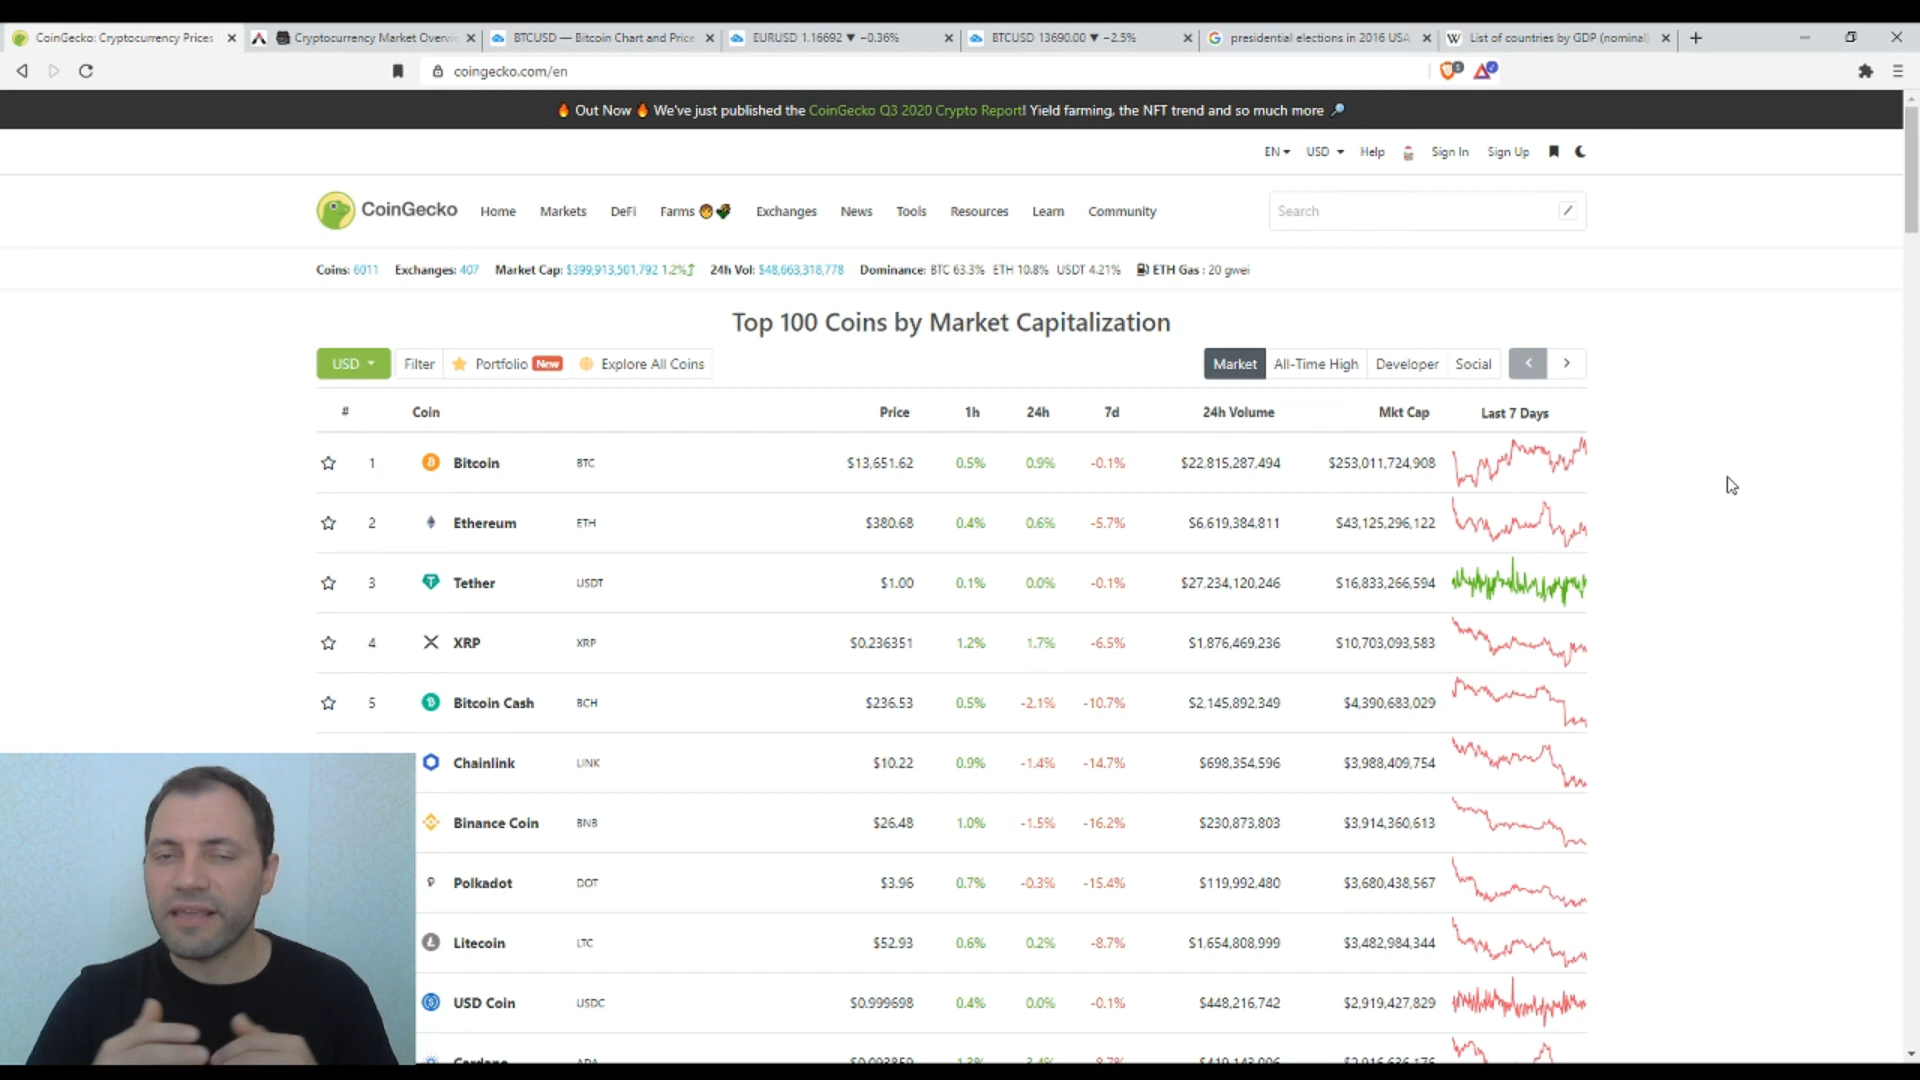 CoinGecko: Cryptocurrency Prices
Cryptocurrency Market Overvi
BTCUSD — Bitcoin Chart and Price
EURUSD 1.16692 ▼ −0.36%
BTCUSD 13690.00 ▼ −2.5%
presidential elections in 2016 USA
List of countries by GDP (nominal)
coingecko.com/en
🔥 Out Now 🔥 We've just published the CoinGecko Q3 2020 Crypto Report! Yield farming, the NFT trend and so much more 🔎
EN USD Help Sign In Sign Up
CoinGecko Home Markets DeFi Farms Exchanges News Tools Resources Learn Community Search /
Coins: 6011 Exchanges: 407 Market Cap: $399,913,501,792 1.2% 24h Vol: $48,663,318,778 Dominance: BTC 63.3% ETH 10.8% USDT 4.21% ETH Gas : 20 gwei
Top 100 Coins by Market Capitalization
USD Filter Portfolio New Explore All Coins Market All-Time High Developer Social < >
# Coin Price 1h 24h 7d 24h Volume Mkt Cap Last 7 Days
1 Bitcoin BTC $13,651.62 0.5% 0.9% -0.1% $22,815,287,494 $253,011,724,908
2 Ethereum ETH $380.68 0.4% 0.6% -5.7% $6,619,384,811 $43,125,296,122
3 Tether USDT $1.00 0.1% 0.0% -0.1% $27,234,120,246 $16,833,266,594
4 XRP XRP $0.236351 1.2% 1.7% -6.5% $1,876,469,236 $10,703,093,583
5 Bitcoin Cash BCH $236.53 0.5% -2.1% -10.7% $2,145,892,349 $4,390,683,029
Chainlink LINK $10.22 0.9% -1.4% -14.7% $698,354,596 $3,988,409,754
Binance Coin BNB $26.48 1.0% -1.5% -16.2% $230,873,803 $3,914,360,613
Polkadot DOT $3.96 0.7% -0.3% -15.4% $119,992,480 $3,680,438,567
Litecoin LTC $52.93 0.6% 0.2% -8.7% $1,654,808,999 $3,482,984,344
USD Coin USDC $0.999698 0.4% 0.0% -0.1% $448,216,742 $2,919,427,829
Cardano ADA